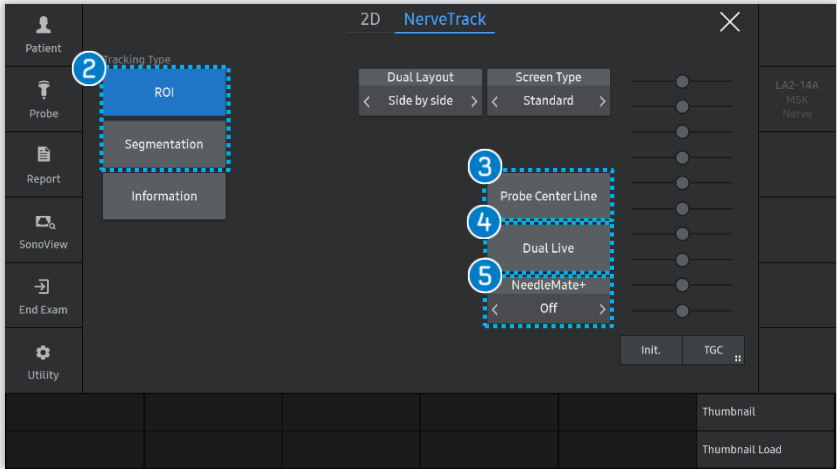 2D NerveTrack
Patient
Probe
Report
SonoView
End Exam
Utility
Tracking Type
2
ROI
Segmentation
Information
Dual Layout
< Side by side >
Screen Type
< Standard >
3
Probe Center Line
4
Dual Live
5
NeedleMate+
< Off >
Init.
TGC
LA2-14A
MSK
Nerve
Thumbnail
Thumbnail Load